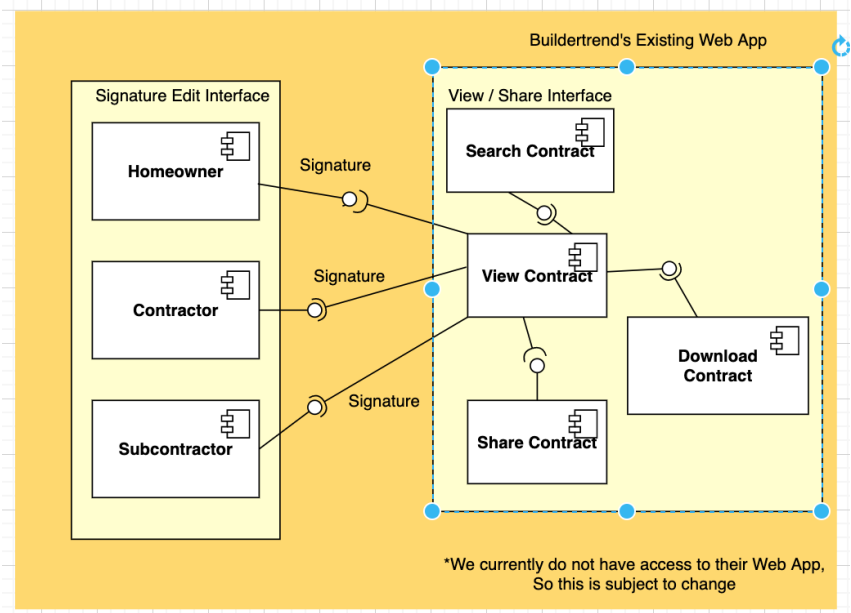 Buildertrend's Existing Web App
Signature Edit Interface
Homeowner
Contractor
Subcontractor
Signature
Signature
Signature
View / Share Interface
Search Contract
View Contract
Download
Contract
Share Contract
*We currently do not have access to their Web App,
So this is subject to change